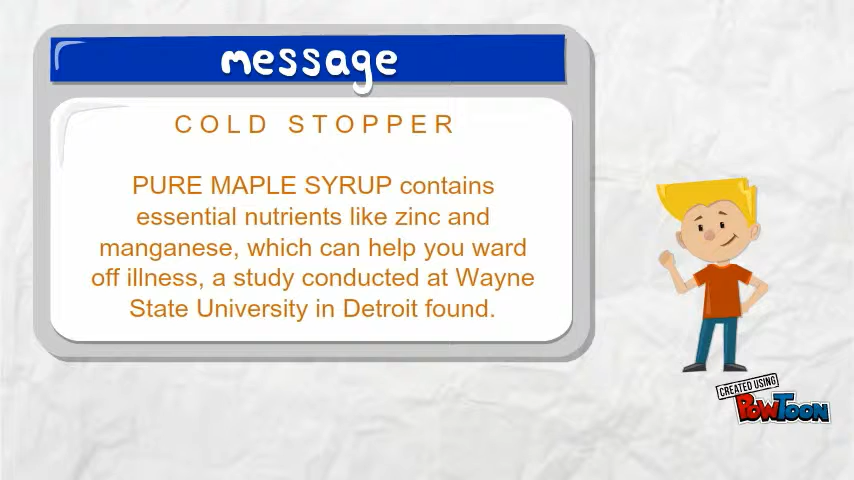 message
COLD STOPPER
PURE MAPLE SYRUP contains
essential nutrients like zinc and
manganese, which can help you ward
off illness, a study conducted at Wayne
State University in Detroit found.
CREATED USING
POWTOON